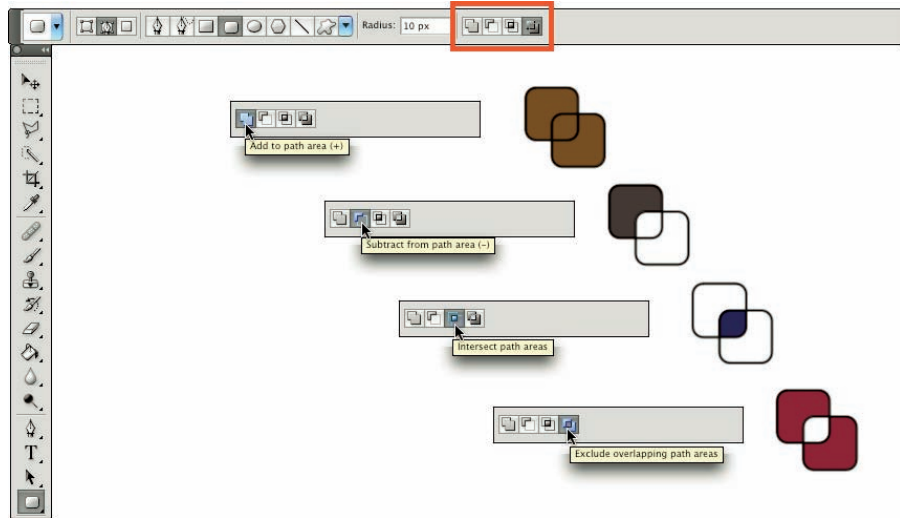 Radius: 10 px
Add to path area (+)
Subtract from path area (-)
Intersect path areas
Exclude overlapping path areas
T